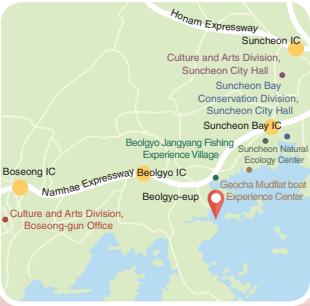 Honam Expressway
Suncheon IC
Culture and Arts Division,
Suncheon City Hall
Suncheon Bay
Conservation Division,
Suncheon City Hall
Suncheon Bay IC
Beolgyo Jangyang Fishing
Experience Village
Suncheon Natural
Ecology Center
Boseong IC
Namhae Expressway
Beolgyo IC
Geocha Mudflat boat
Experience Center
Beolgyo-eup
Culture and Arts Division,
Boseong-gun Office